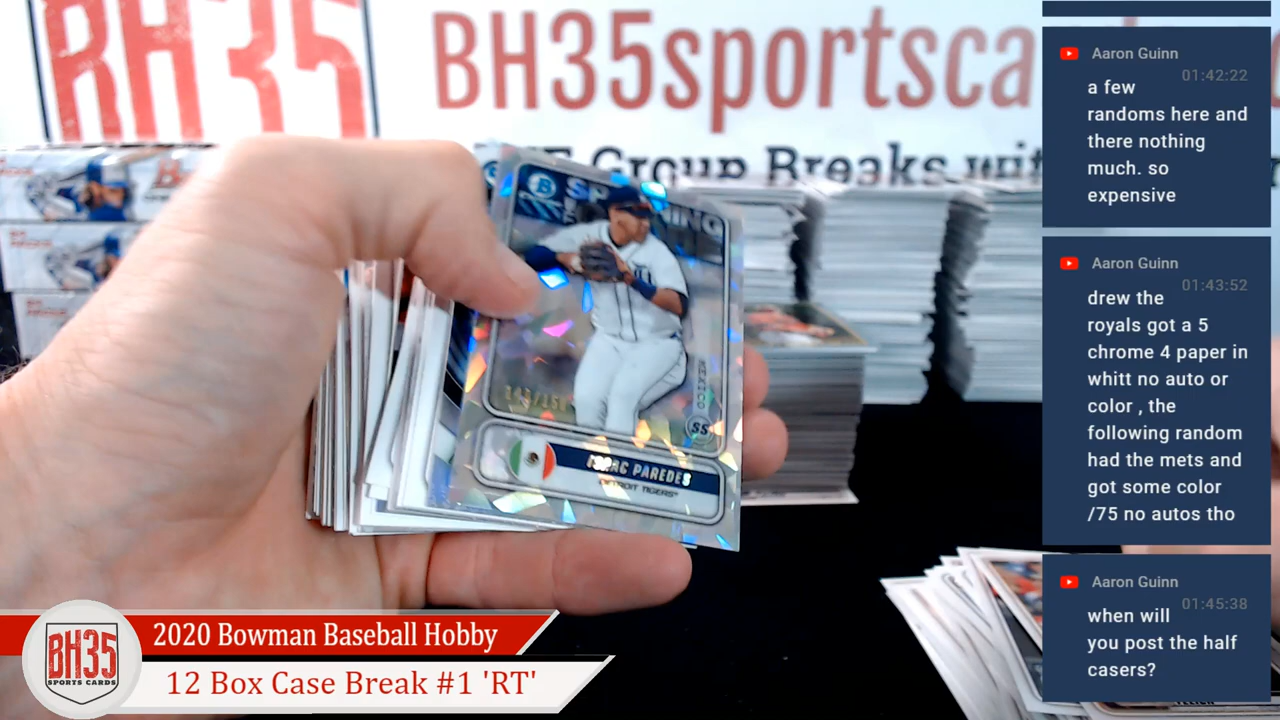 BH35
BH35sportsca
Group Breaks wit
B
MEXICO
SS
ISAAC PAREDES
DETROIT TIGERS
BH35
SPORTS CARDS
2020 Bowman Baseball Hobby
12 Box Case Break #1 'RT'
Aaron Guinn
01:42:22
a few
randoms here and
there nothing
much. so
expensive
Aaron Guinn
01:43:52
drew the
royals got a 5
chrome 4 paper in
whitt no auto or
color , the
following random
had the mets and
got some color
/75 no autos tho
Aaron Guinn
01:45:38
when will
you post the half
casers?